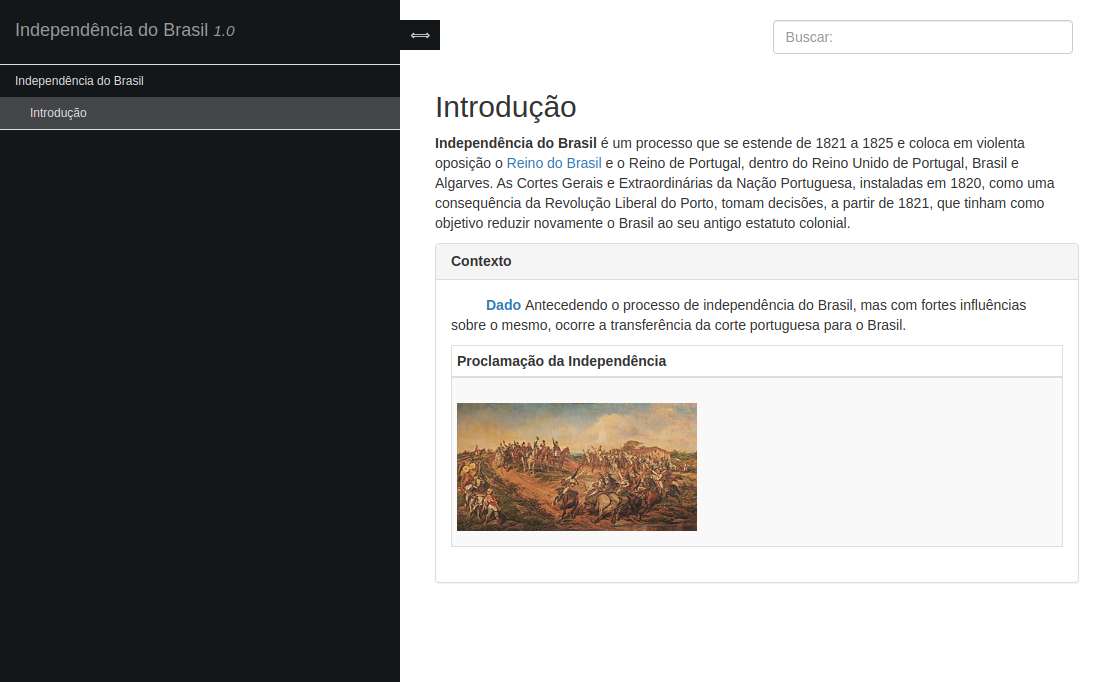 Independência do Brasil 1.0
Independência do Brasil
Introdução
⟺
Buscar:
Introdução
Independência do Brasil é um processo que se estende de 1821 a 1825 e coloca em violenta
oposição o Reino do Brasil e o Reino de Portugal, dentro do Reino Unido de Portugal, Brasil e
Algarves. As Cortes Gerais e Extraordinárias da Nação Portuguesa, instaladas em 1820, como uma
consequência da Revolução Liberal do Porto, tomam decisões, a partir de 1821, que tinham como
objetivo reduzir novamente o Brasil ao seu antigo estatuto colonial.
Contexto
Dado Antecedendo o processo de independência do Brasil, mas com fortes influências
sobre o mesmo, ocorre a transferência da corte portuguesa para o Brasil.
Proclamação da Independência